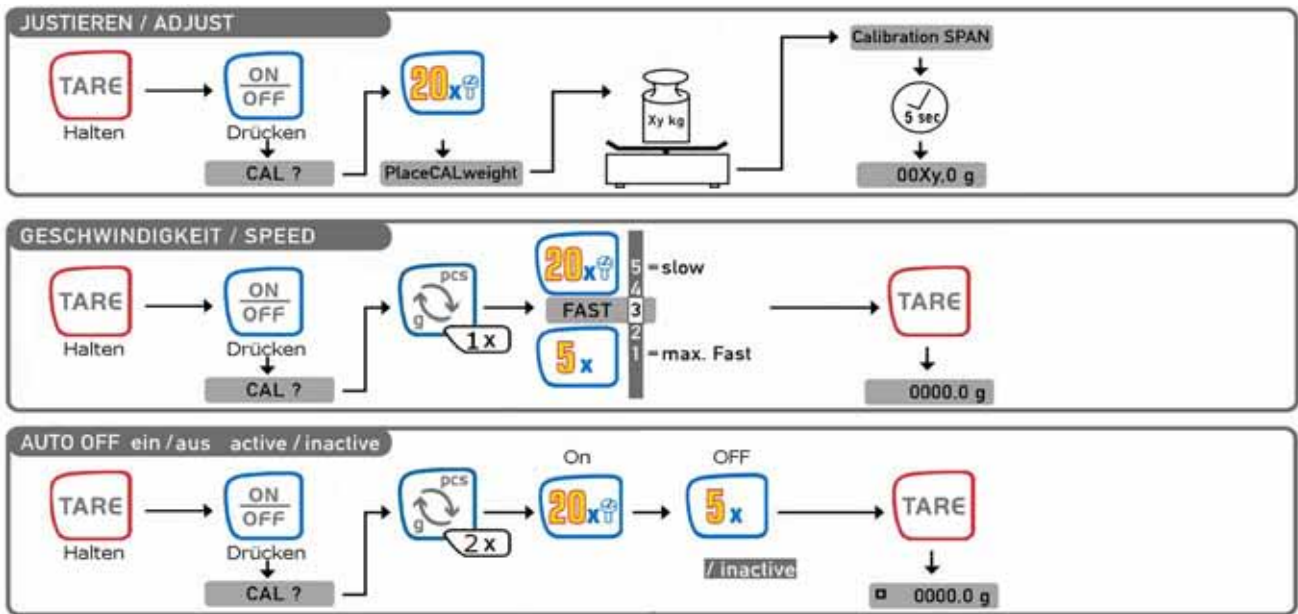 JUSTIEREN / ADJUST
TARE
Halten
ON
OFF
Drücken
CAL ?
20x
PlaceCALweight
Xy kg
Calibration SPAN
5 sec
00Xy,0 g
GESCHWINDIGKEIT / SPEED
TARE
Halten
ON
OFF
Drücken
CAL ?
pcs
g
1x
20x
FAST
5x
5 =slow
4
3
2
1 =max. Fast
TARE
0000.0 g
AUTO OFF ein / aus active / inactive
TARE
Halten
ON
OFF
Drücken
CAL ?
pcs
g
2x
On
20x
OFF
5x
/ inactive
TARE
0000.0 g